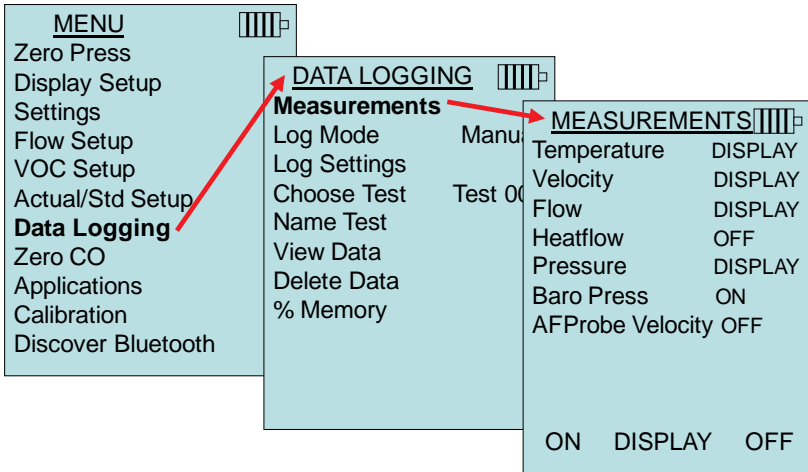 MENU
Zero Press
Display Setup
Settings
Flow Setup
VOC Setup
Actual/Std Setup
Data Logging
Zero CO
Applications
Calibration
Discover Bluetooth
DATA LOGGING
Measurements
Log Mode
Log Settings
Choose Test Test
Name Test
View Data
Delete Data
% Memory
MEASUREMENTS
Temperature DISPLAY
Velocity DISPLAY
Flow DISPLAY
Heatflow OFF
Pressure DISPLAY
Baro Press ON
AFProbe Velocity OFF
ON DISPLAY OFF